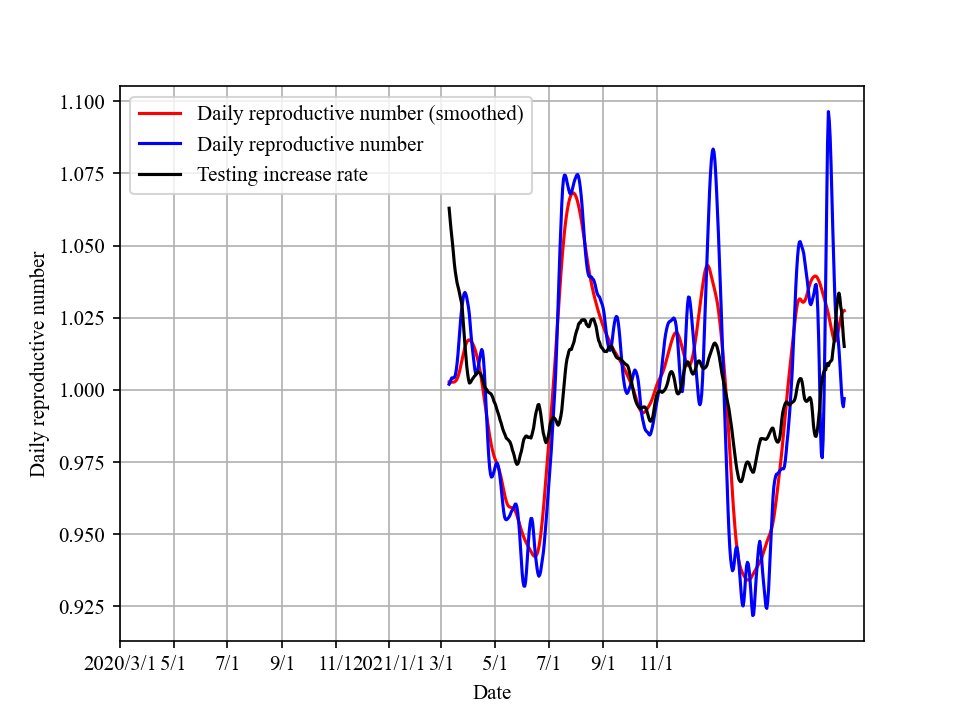 Daily reproductive number (smoothed)
Daily reproductive number
Testing increase rate
1.100
1.075
1.050
1.025
1.000
0.975
0.950
0.925
Daily reproductive number
2020/3/1 5/1 7/1 9/1 11/1 2021/1/1 3/1 5/1 7/1 9/1 11/1
Date